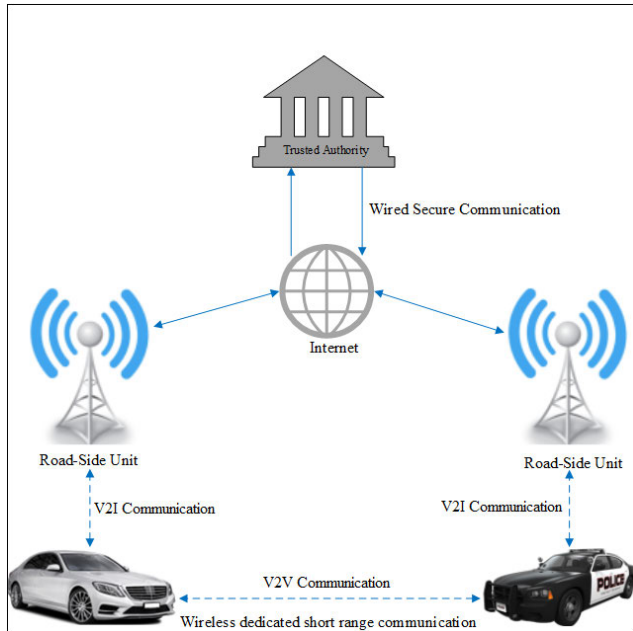 Trusted Authority
Wired Secure Communication
Internet
Road-Side Unit
Road-Side Unit
V2I Communication
V2I Communication
V2V Communication
Wireless dedicated short range communication
POLICE